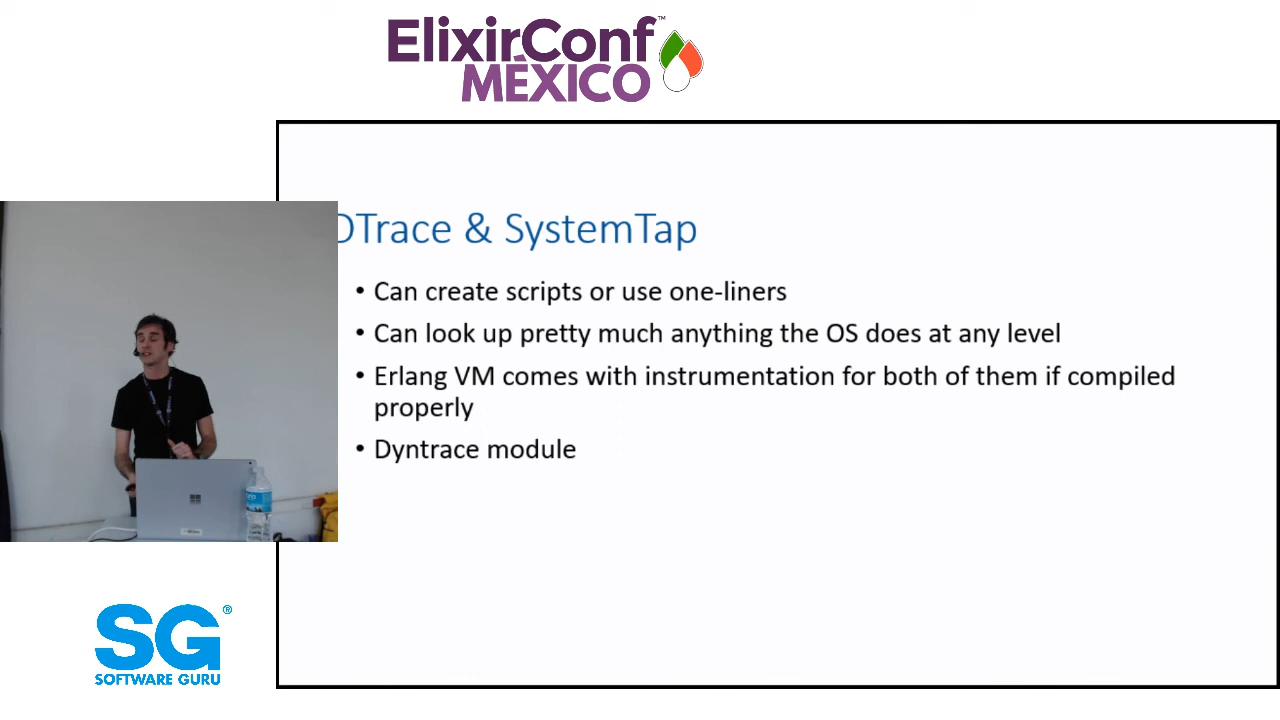 ElixirConf™
MÉXICO
DTrace & SystemTap
• Can create scripts or use one-liners
• Can look up pretty much anything the OS does at any level
• Erlang VM comes with instrumentation for both of them if compiled
properly
• Dyntrace module
SG®
SOFTWARE GURU